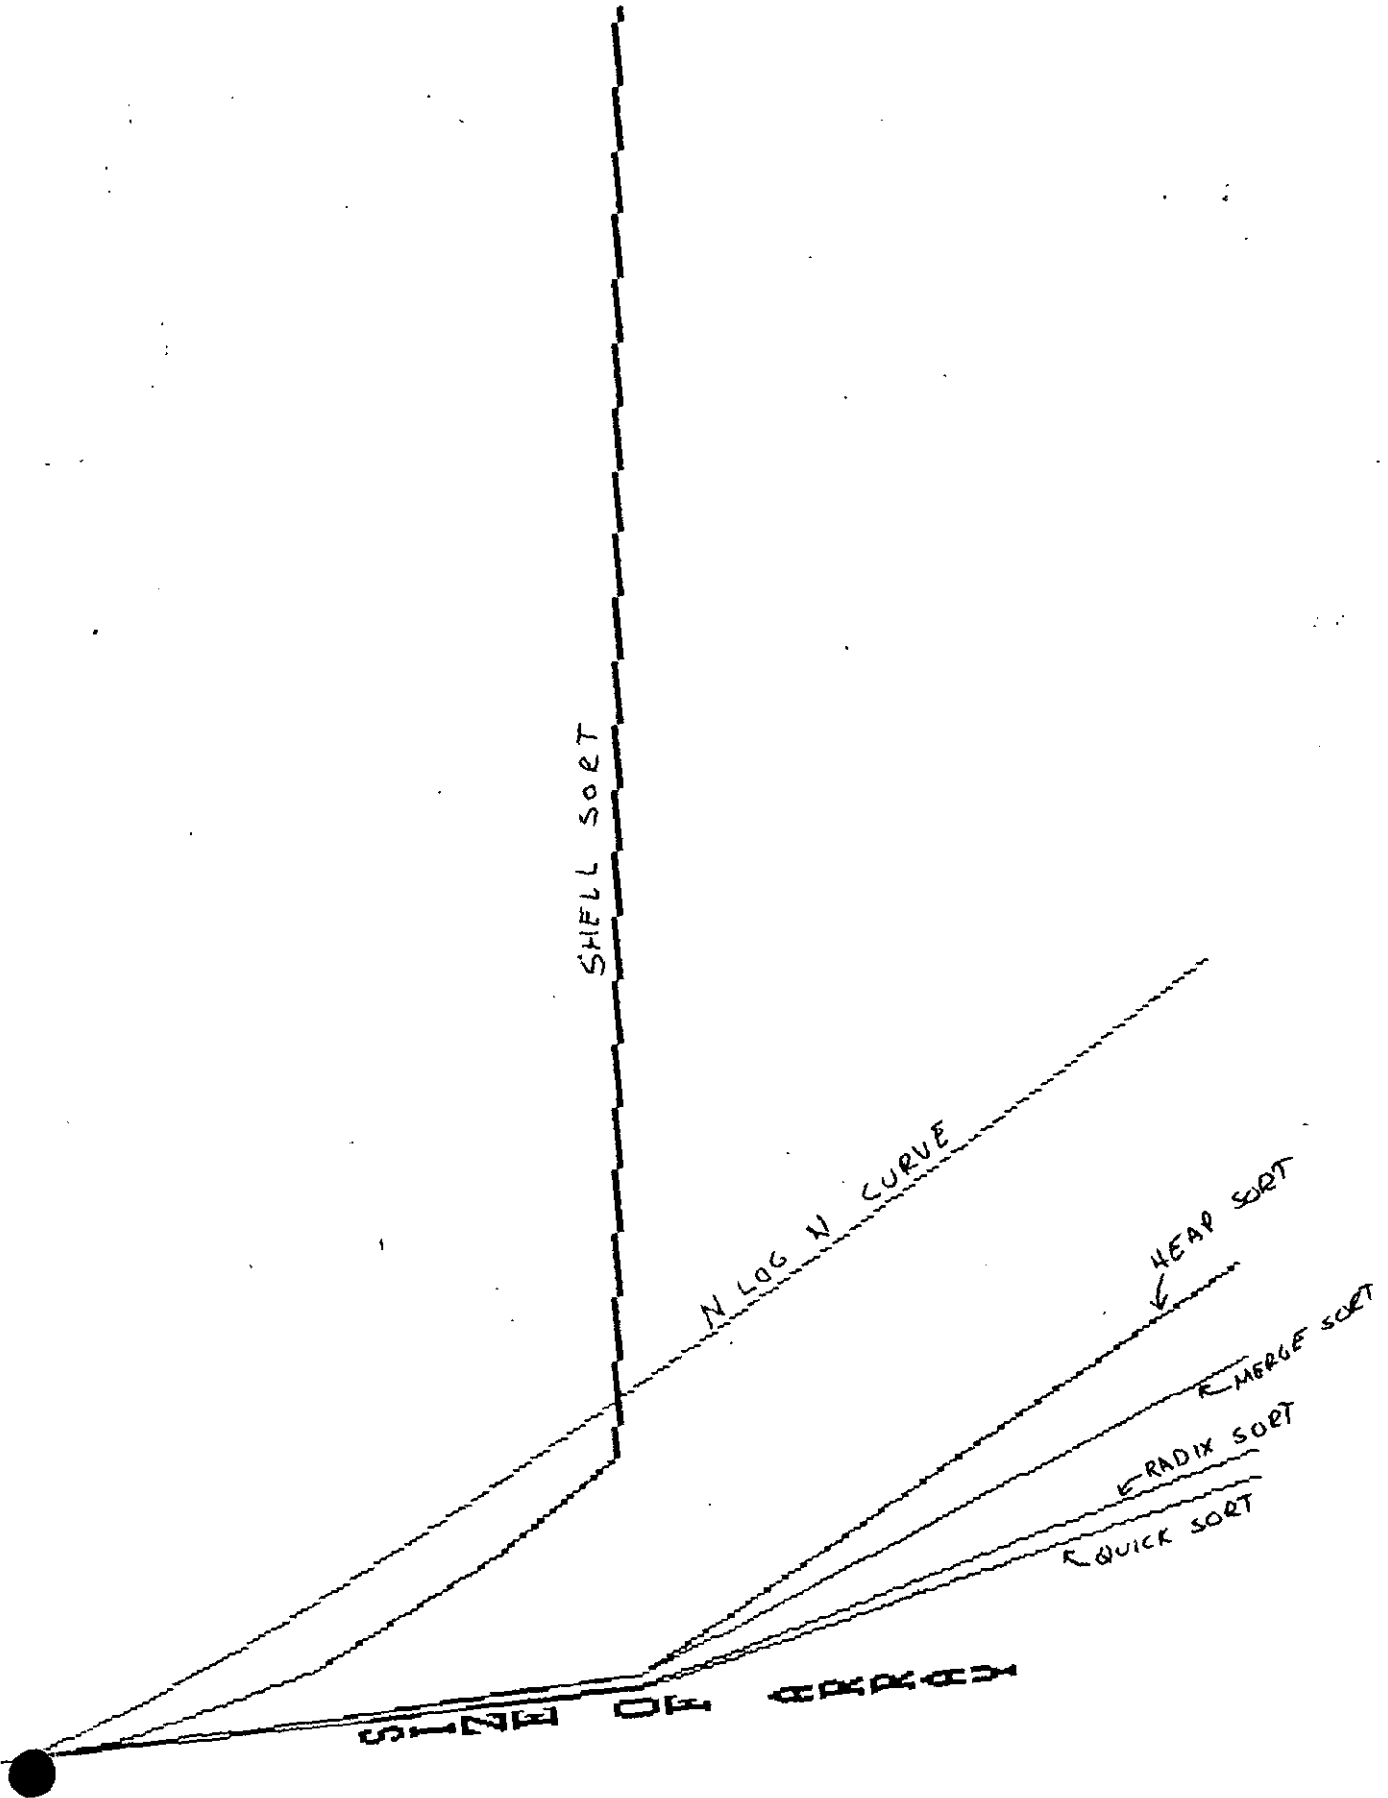 SHELL SORT
N LOG N CURVE
HEAP SORT
MERGE SORT
RADIX SORT
QUICK SORT
SIZE OF ARRAY